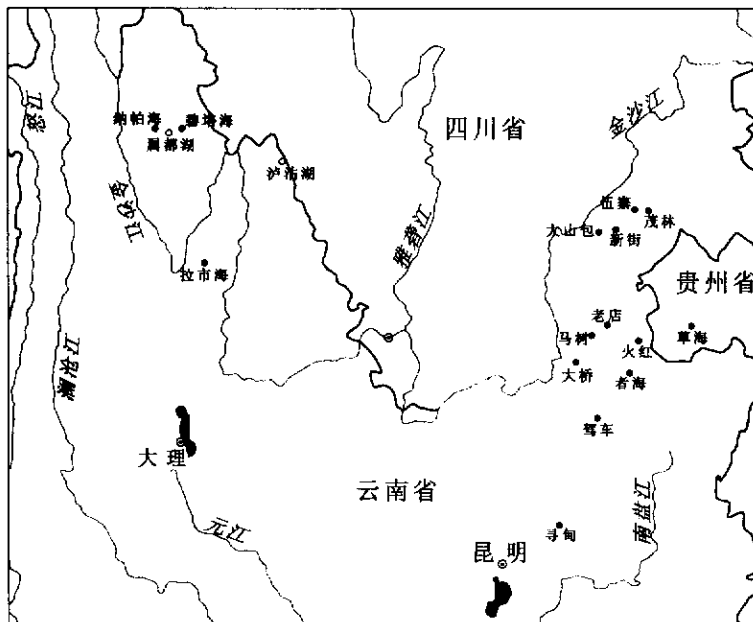 怒江
纳帕海
碧塔海
属都湖
泸沽湖
四川省
金沙江
金沙江
雅砻江
伍寨
茂林
大山包
新街
拉市海
贵州省
老店
马树
火红
草海
大桥
者海
澜沧江
驾车
大理
云南省
元江
南盘江
寻甸
昆明